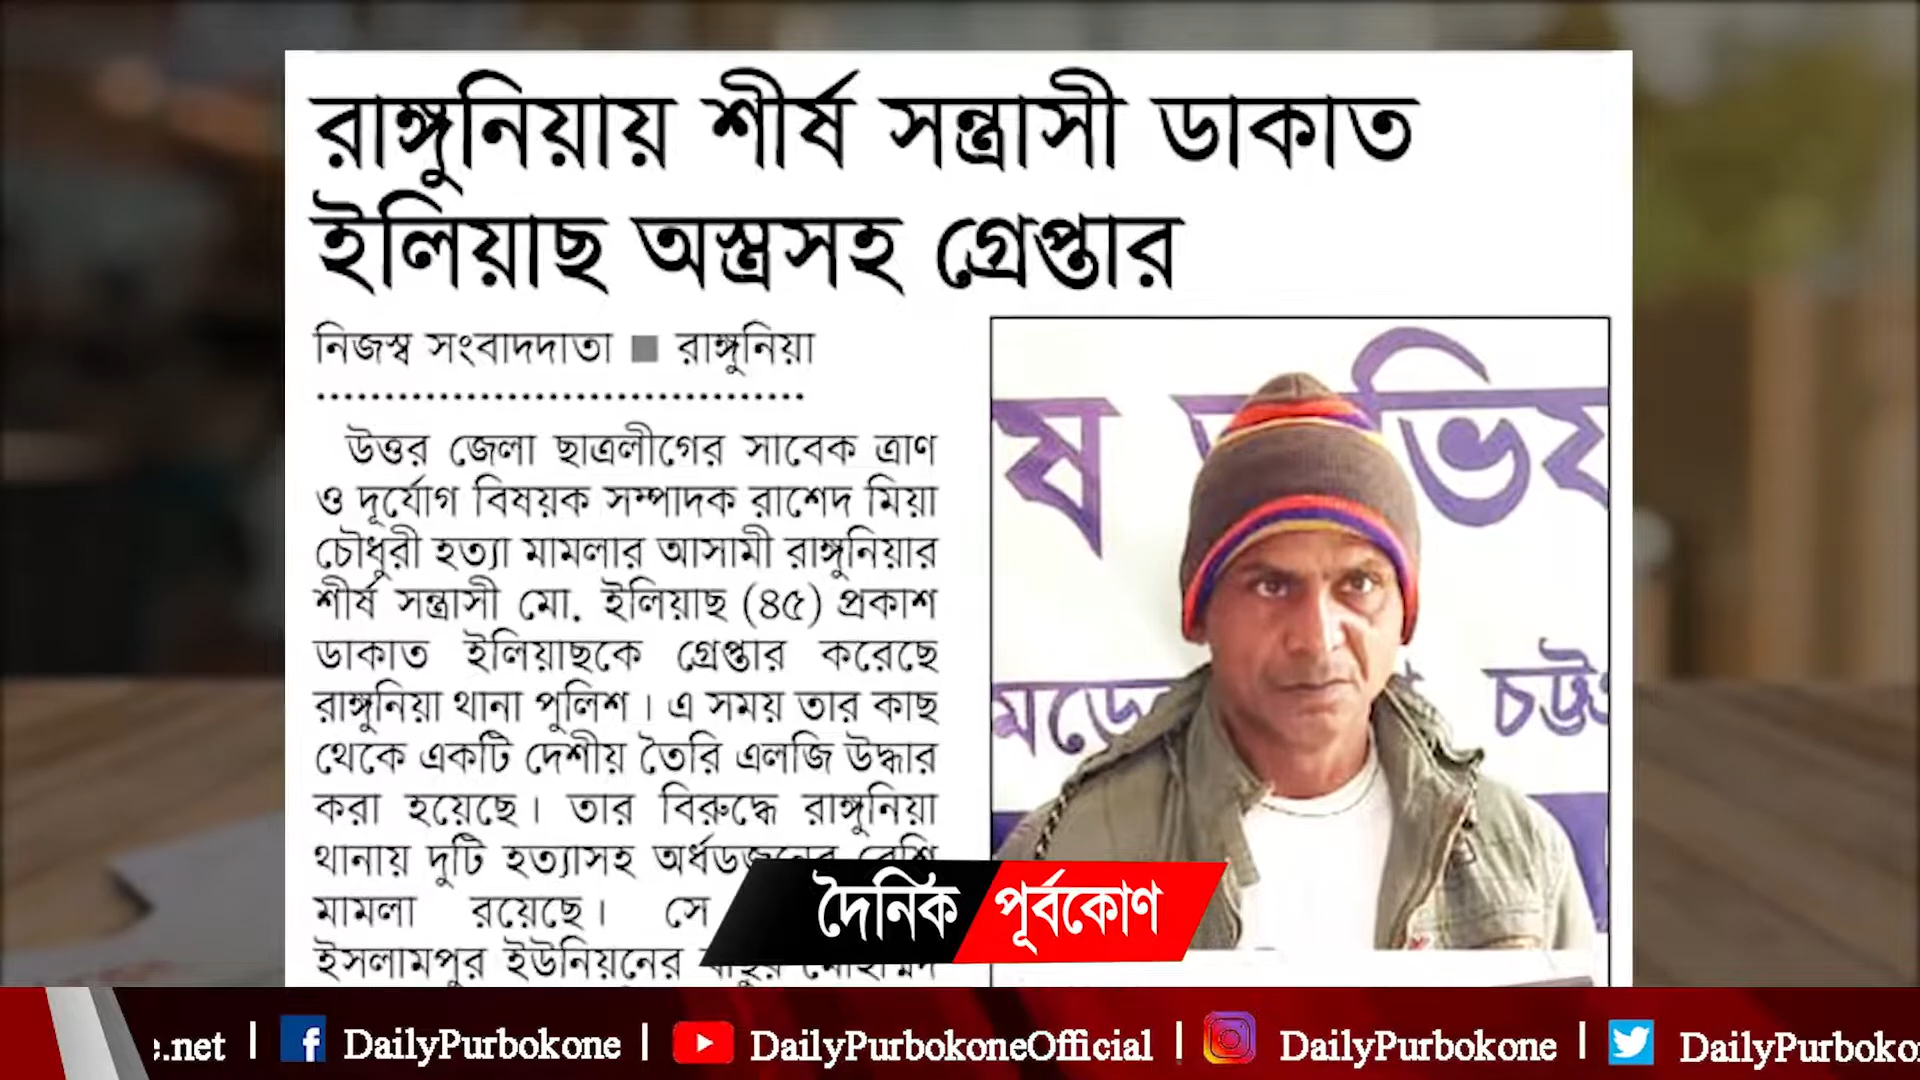 রাঙ্গুনিয়ায় শীর্ষ সন্ত্রাসী ডাকাত
ইলিয়াছ অস্ত্রসহ গ্রেপ্তার
নিজস্ব সংবাদদাতা ■ রাঙ্গুনিয়া
উত্তর জেলা ছাত্রলীগের সাবেক ত্রাণ
ও দূর্যোগ বিষয়ক সম্পাদক রাশেদ মিয়া
চৌধুরী হত্যা মামলার আসামী রাঙ্গুনিয়ার
শীর্ষ সন্ত্রাসী মো. ইলিয়াছ (৪৫) প্রকাশ
ডাকাত ইলিয়াছকে গ্রেপ্তার করেছে
রাঙ্গুনিয়া থানা পুলিশ। এ সময় তার কাছ
থেকে একটি দেশীয় তৈরি এলজি উদ্ধার
করা হয়েছে। তার বিরুদ্ধে রাঙ্গুনিয়া
থানায় দুটি হত্যাসহ অর্ধডজনের বেশি
মামলা রয়েছে। সে
ইসলামপুর ইউনিয়নের
দৈনিক পূর্বকোণ
e.net | DailyPurbokone | DailyPurbokoneOfficial | DailyPurbokone | DailyPurboko